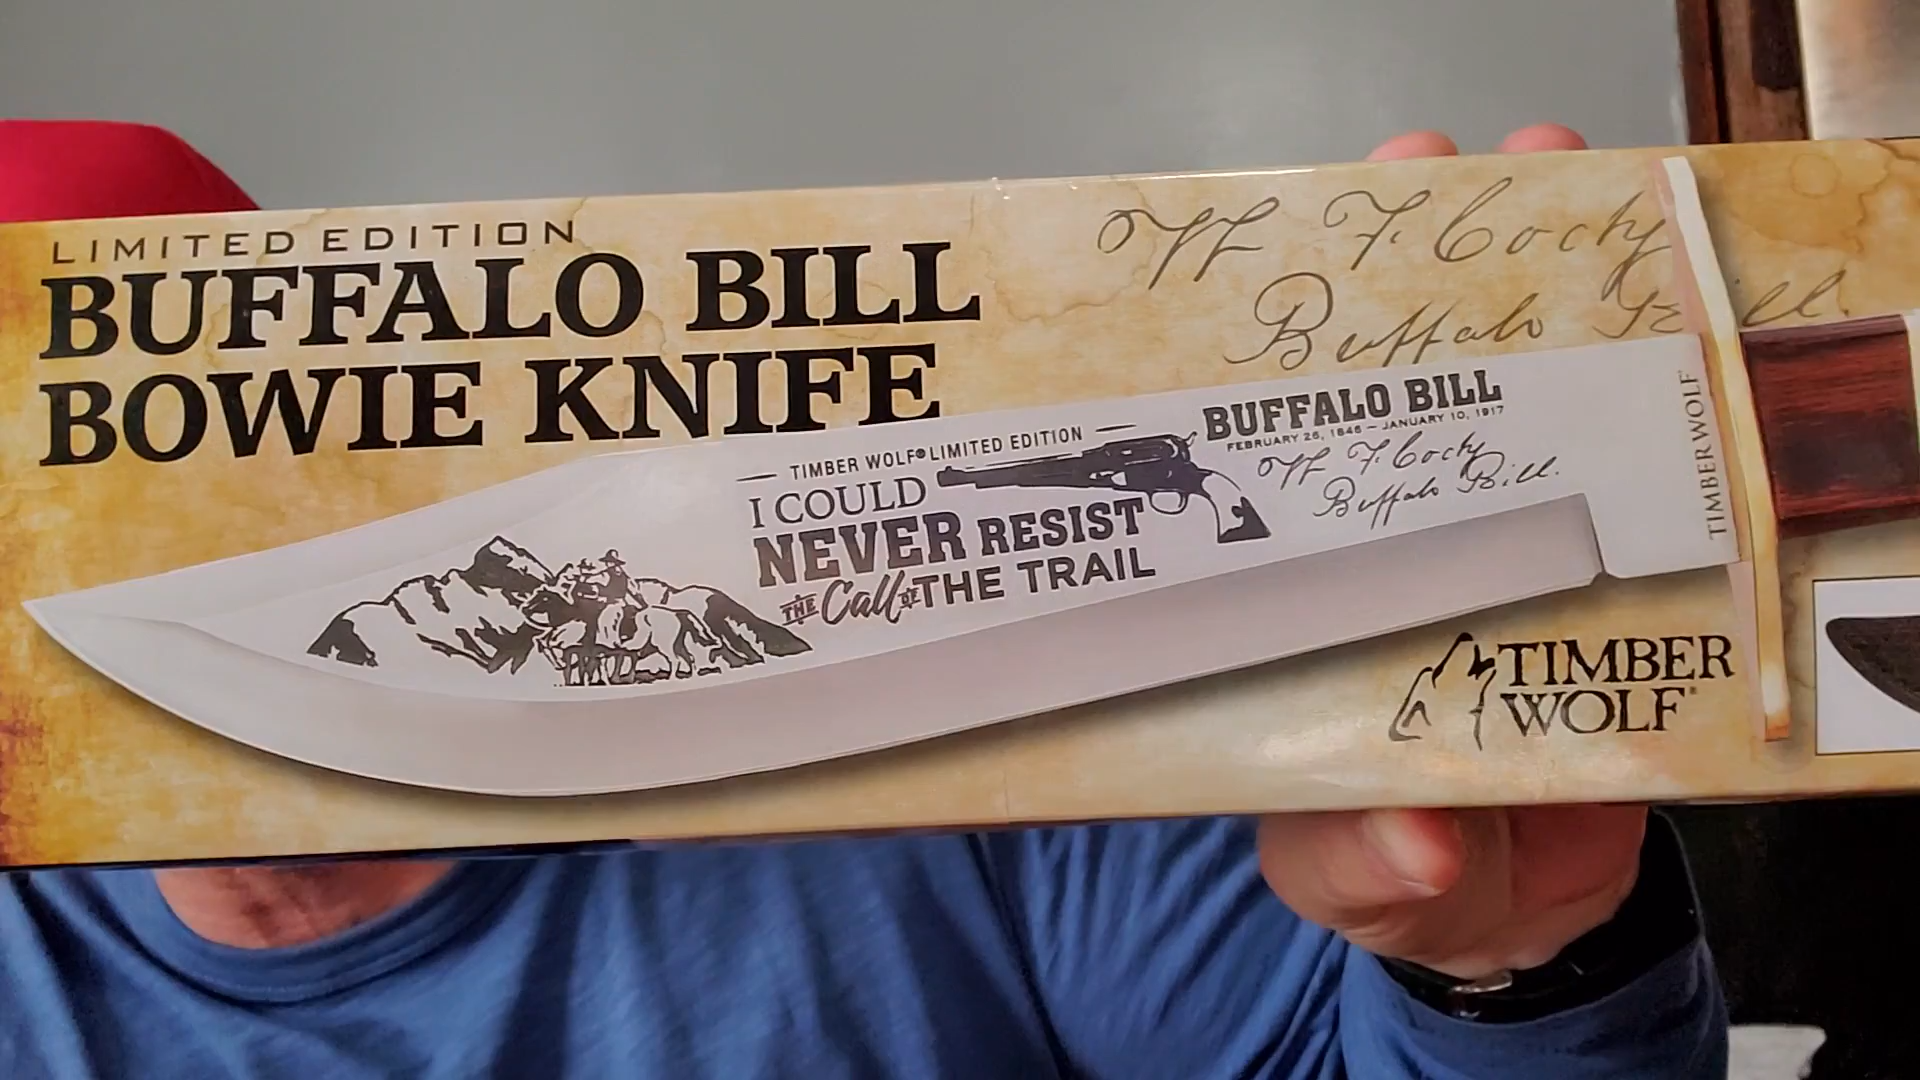 LIMITED EDITION
BUFFALO BILL
BOWIE KNIFE
W F. Cody
Buffalo Bill.
TIMBER WOLF® LIMITED EDITION
I COULD
NEVER RESIST
THE Call OF THE TRAIL
BUFFALO BILL
FEBRUARY 26, 1846 – JANUARY 10, 1917
W F. Cody
Buffalo Bill.
TIMBER WOLF
TIMBER
WOLF®